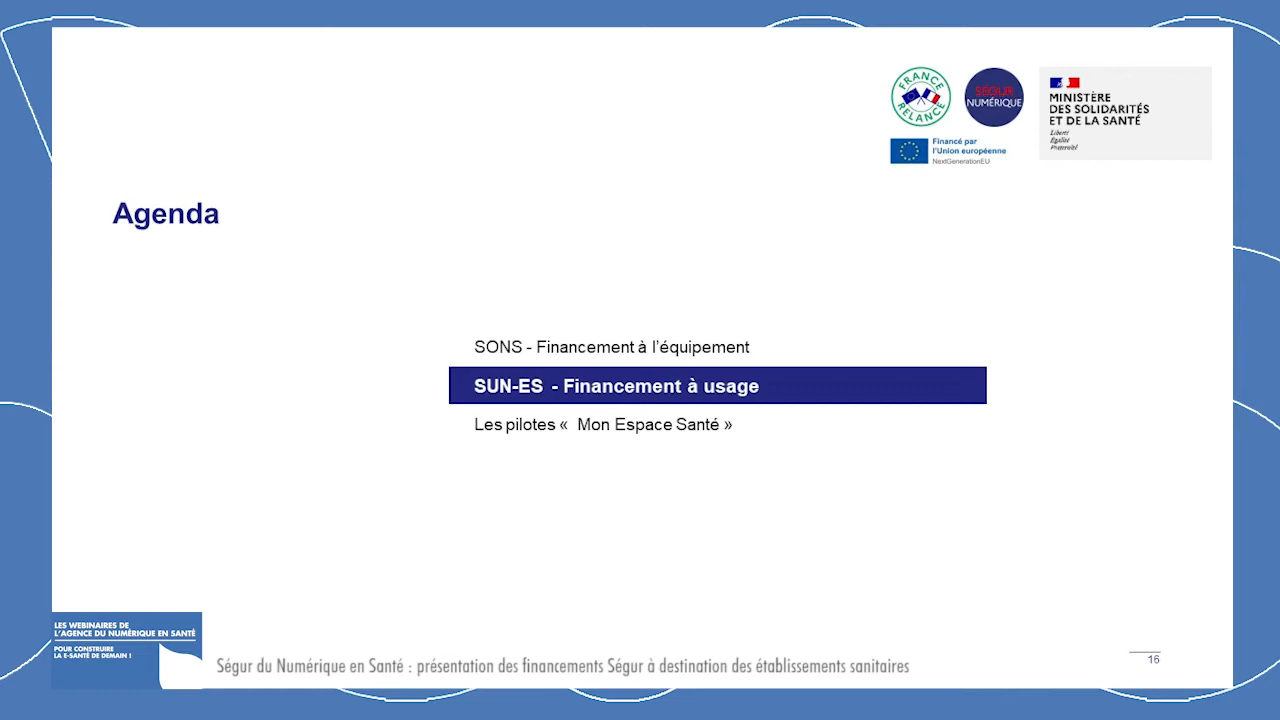 FRANCE
RELANCE
SÉGUR DU
NUMÉRIQUE
MINISTÈRE
DES SOLIDARITÉS
ET DE LA SANTÉ
Liberté
Égalité
Fraternité
Financé par
l'Union européenne
NextGenerationEU
Agenda
SONS - Financement à l’équipement
SUN-ES - Financement à usage
Les pilotes « Mon Espace Santé »
LES WEBINAIRES DE
L'AGENCE DU NUMÉRIQUE EN SANTÉ
POUR CONSTRUIRE
LA E-SANTÉ DE DEMAIN !
Ségur du Numérique en Santé : présentation des financements Ségur à destination des établissements sanitaires
16